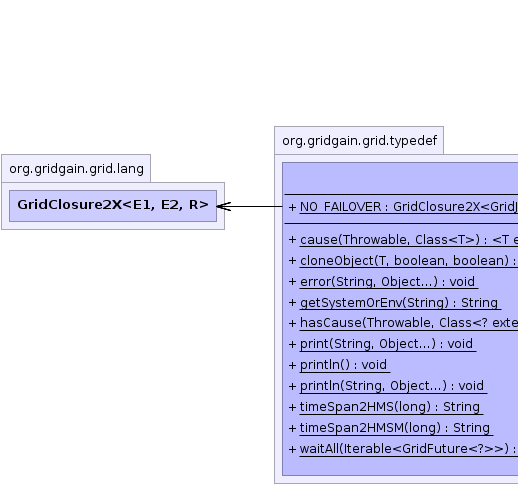 org.gridgain.grid.typedef
org.gridgain.grid.lang
GridClosure2X<E1, E2, R>
+ NO_FAILOVER : GridClosure2X<GridJ
+ cause(Throwable, Class<T>) : <T e
+ cloneObject(T, boolean, boolean) :
+ error(String, Object...) : void
+ getSystemOrEnv(String) : String
+ hasCause(Throwable, Class<? exte
+ print(String, Object...) : void
+ println() : void
+ println(String, Object...) : void
+ timeSpan2HMS(long) : String
+ timeSpan2HMSM(long) : String
+ waitAll(Iterable<GridFuture<?>>) :